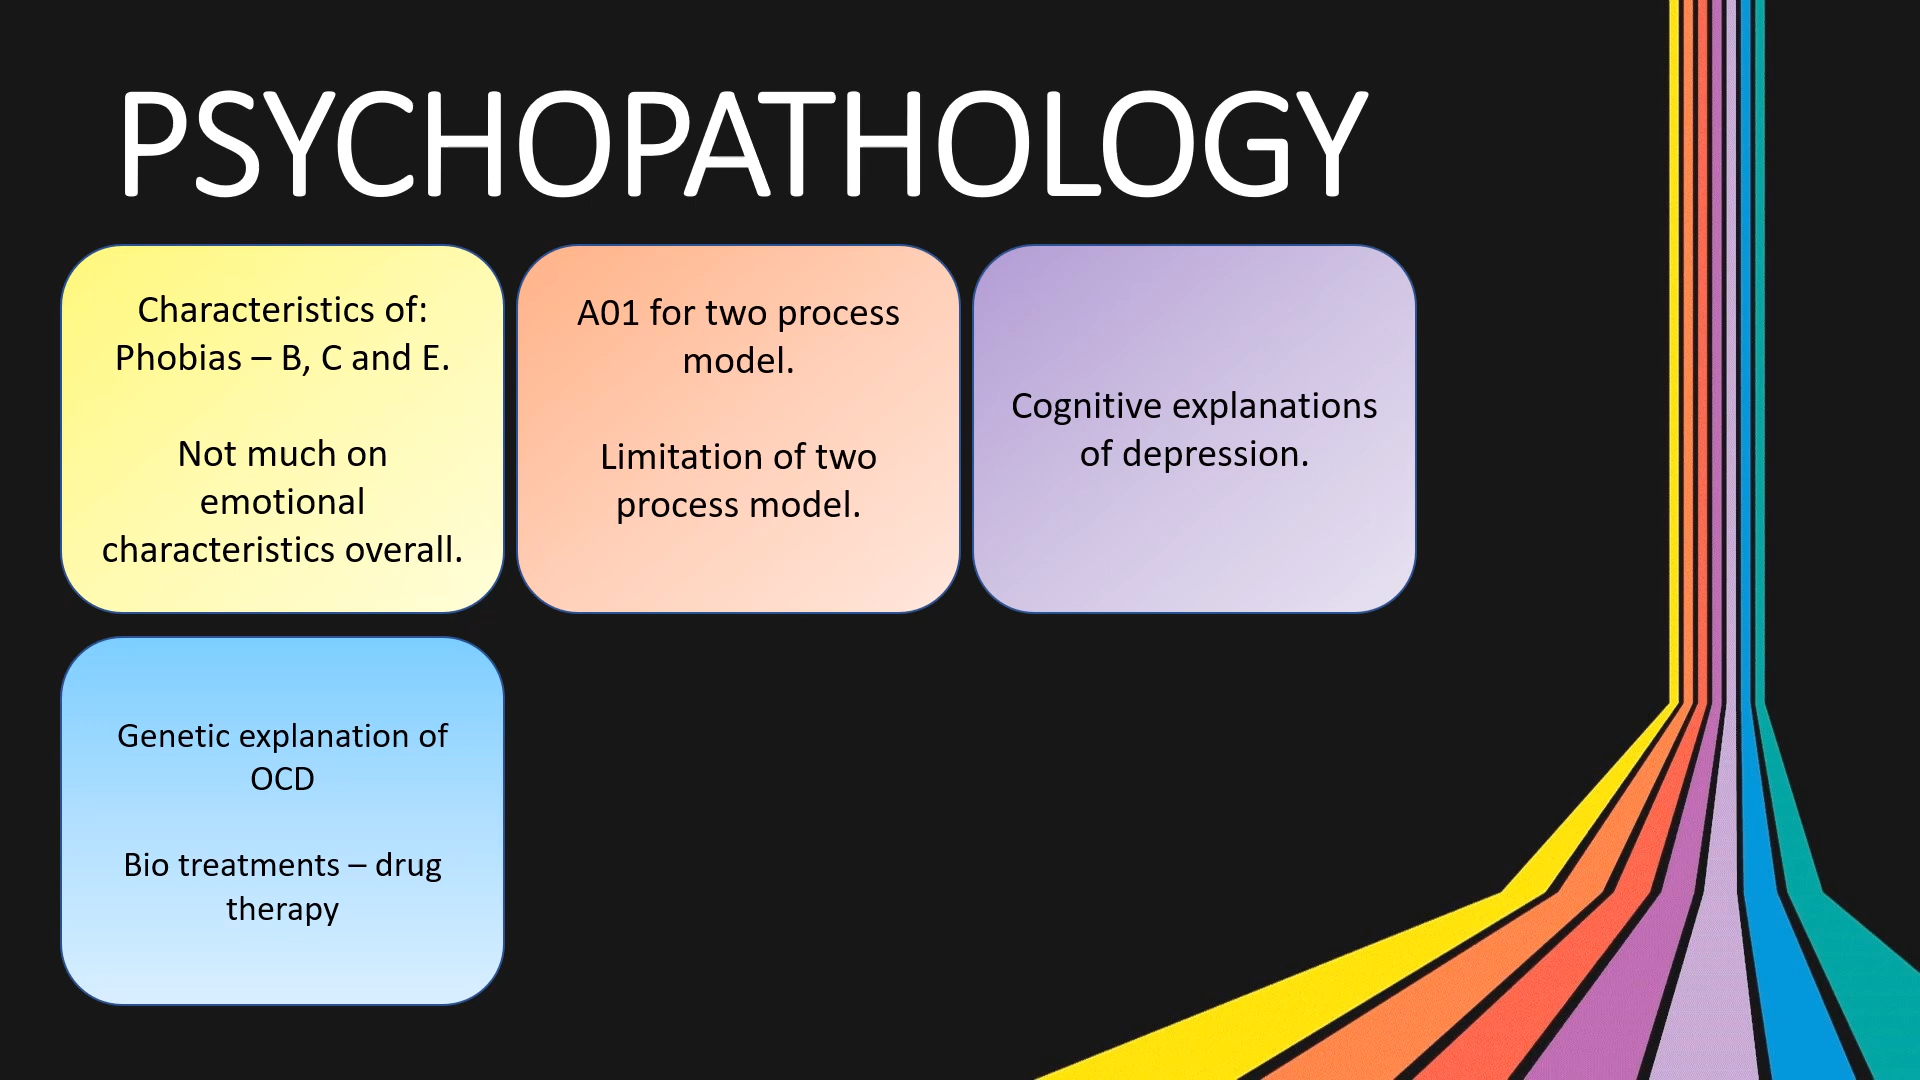 PSYCHOPATHOLOGY
Characteristics of:
Phobias – B, C and E.
Not much on
emotional
characteristics overall.
A01 for two process
model.
Limitation of two
process model.
Cognitive explanations
of depression.
Genetic explanation of
OCD
Bio treatments – drug
therapy